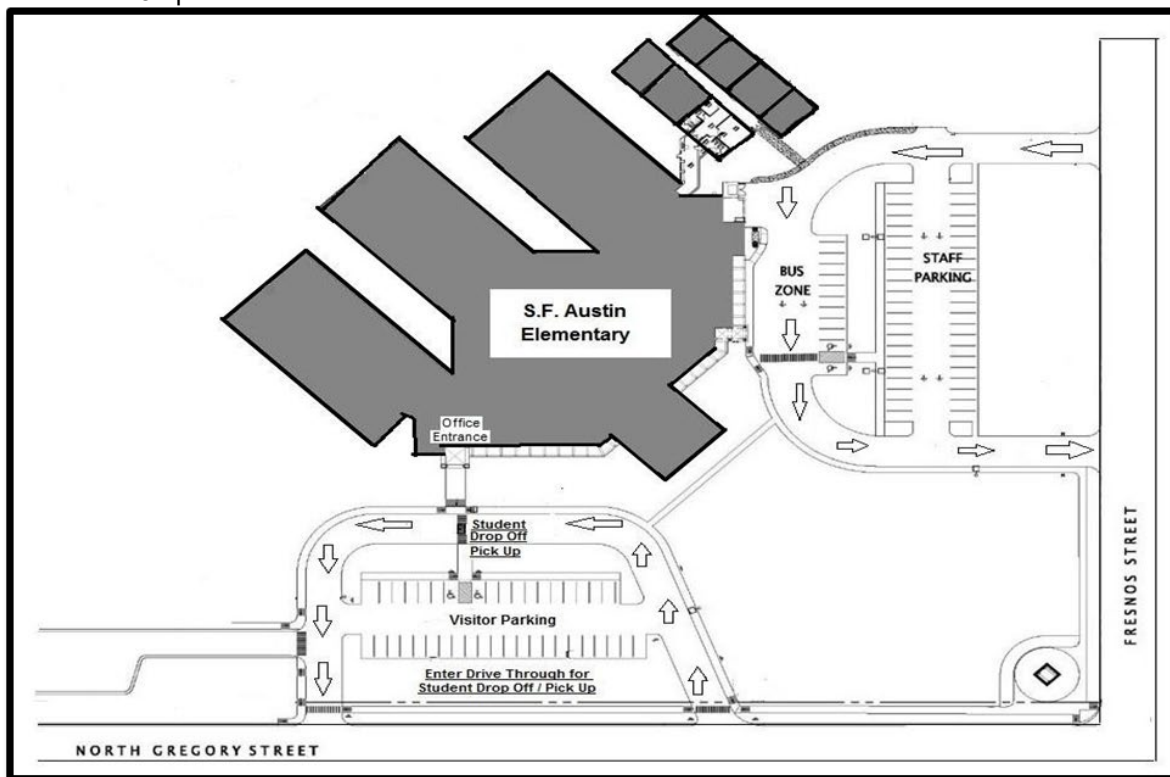 S.F. Austin
Elementary
BUS
ZONE
STAFF
PARKING
Office
Entrance
Student
Drop Off
Pick Up
Visitor Parking
Enter Drive Through for
Student Drop Off / Pick Up
FRESNOS STREET
NORTH GREGORY STREET